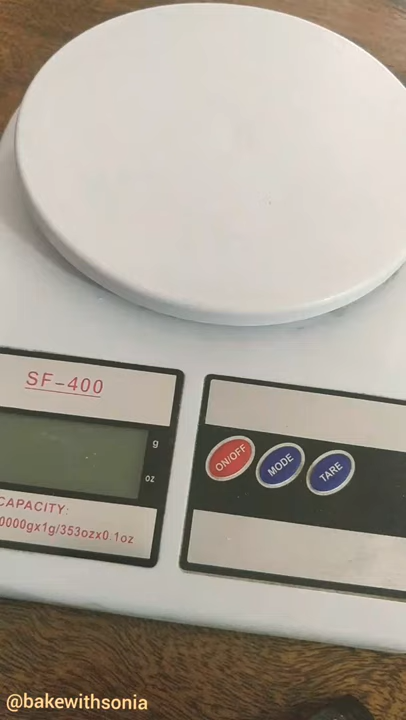 SF-400
g
oz
CAPACITY:
0000gx1g/353ozx0.1oz
ON/OFF
MODE
TARE
@bakewithsonia